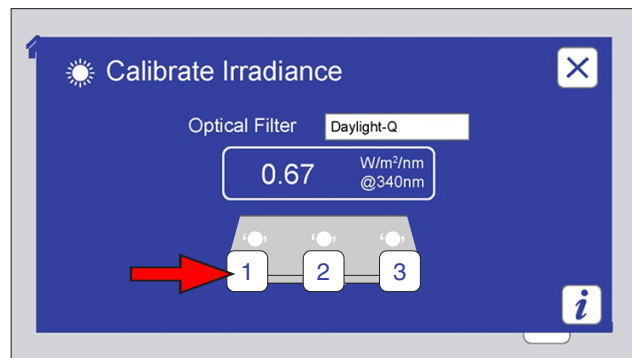 Calibrate Irradiance
Optical Filter Daylight-Q
0.67 W/m²/nm
@340nm
1 2 3
i